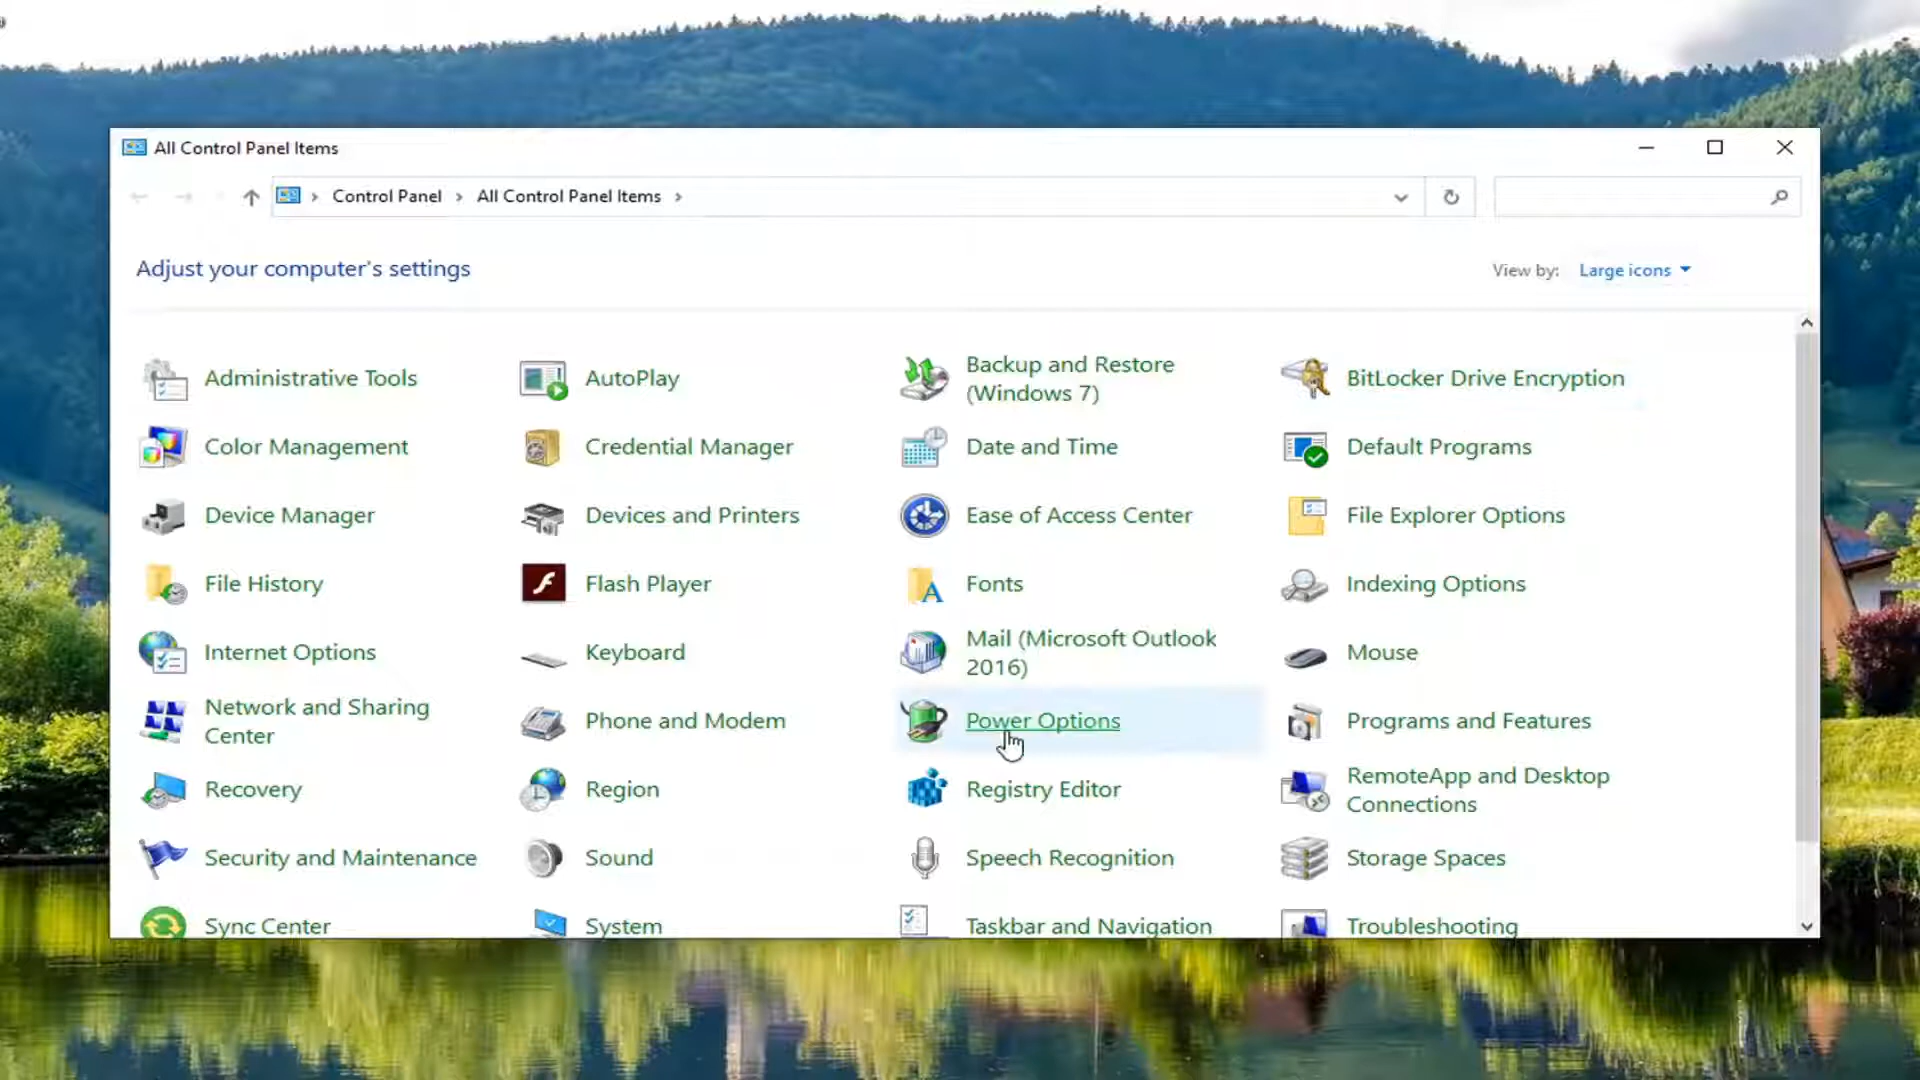 All Control Panel Items
Control Panel > All Control Panel Items >
Adjust your computer's settings
View by: Large icons
Administrative Tools
AutoPlay
Backup and Restore
(Windows 7)
BitLocker Drive Encryption
Color Management
Credential Manager
Date and Time
Default Programs
Device Manager
Devices and Printers
Ease of Access Center
File Explorer Options
File History
Flash Player
Fonts
Indexing Options
Internet Options
Keyboard
Mail (Microsoft Outlook
2016)
Mouse
Network and Sharing
Center
Phone and Modem
Power Options
Programs and Features
Recovery
Region
Registry Editor
RemoteApp and Desktop
Connections
Security and Maintenance
Sound
Speech Recognition
Storage Spaces
Sync Center
System
Taskbar and Navigation
Troubleshooting